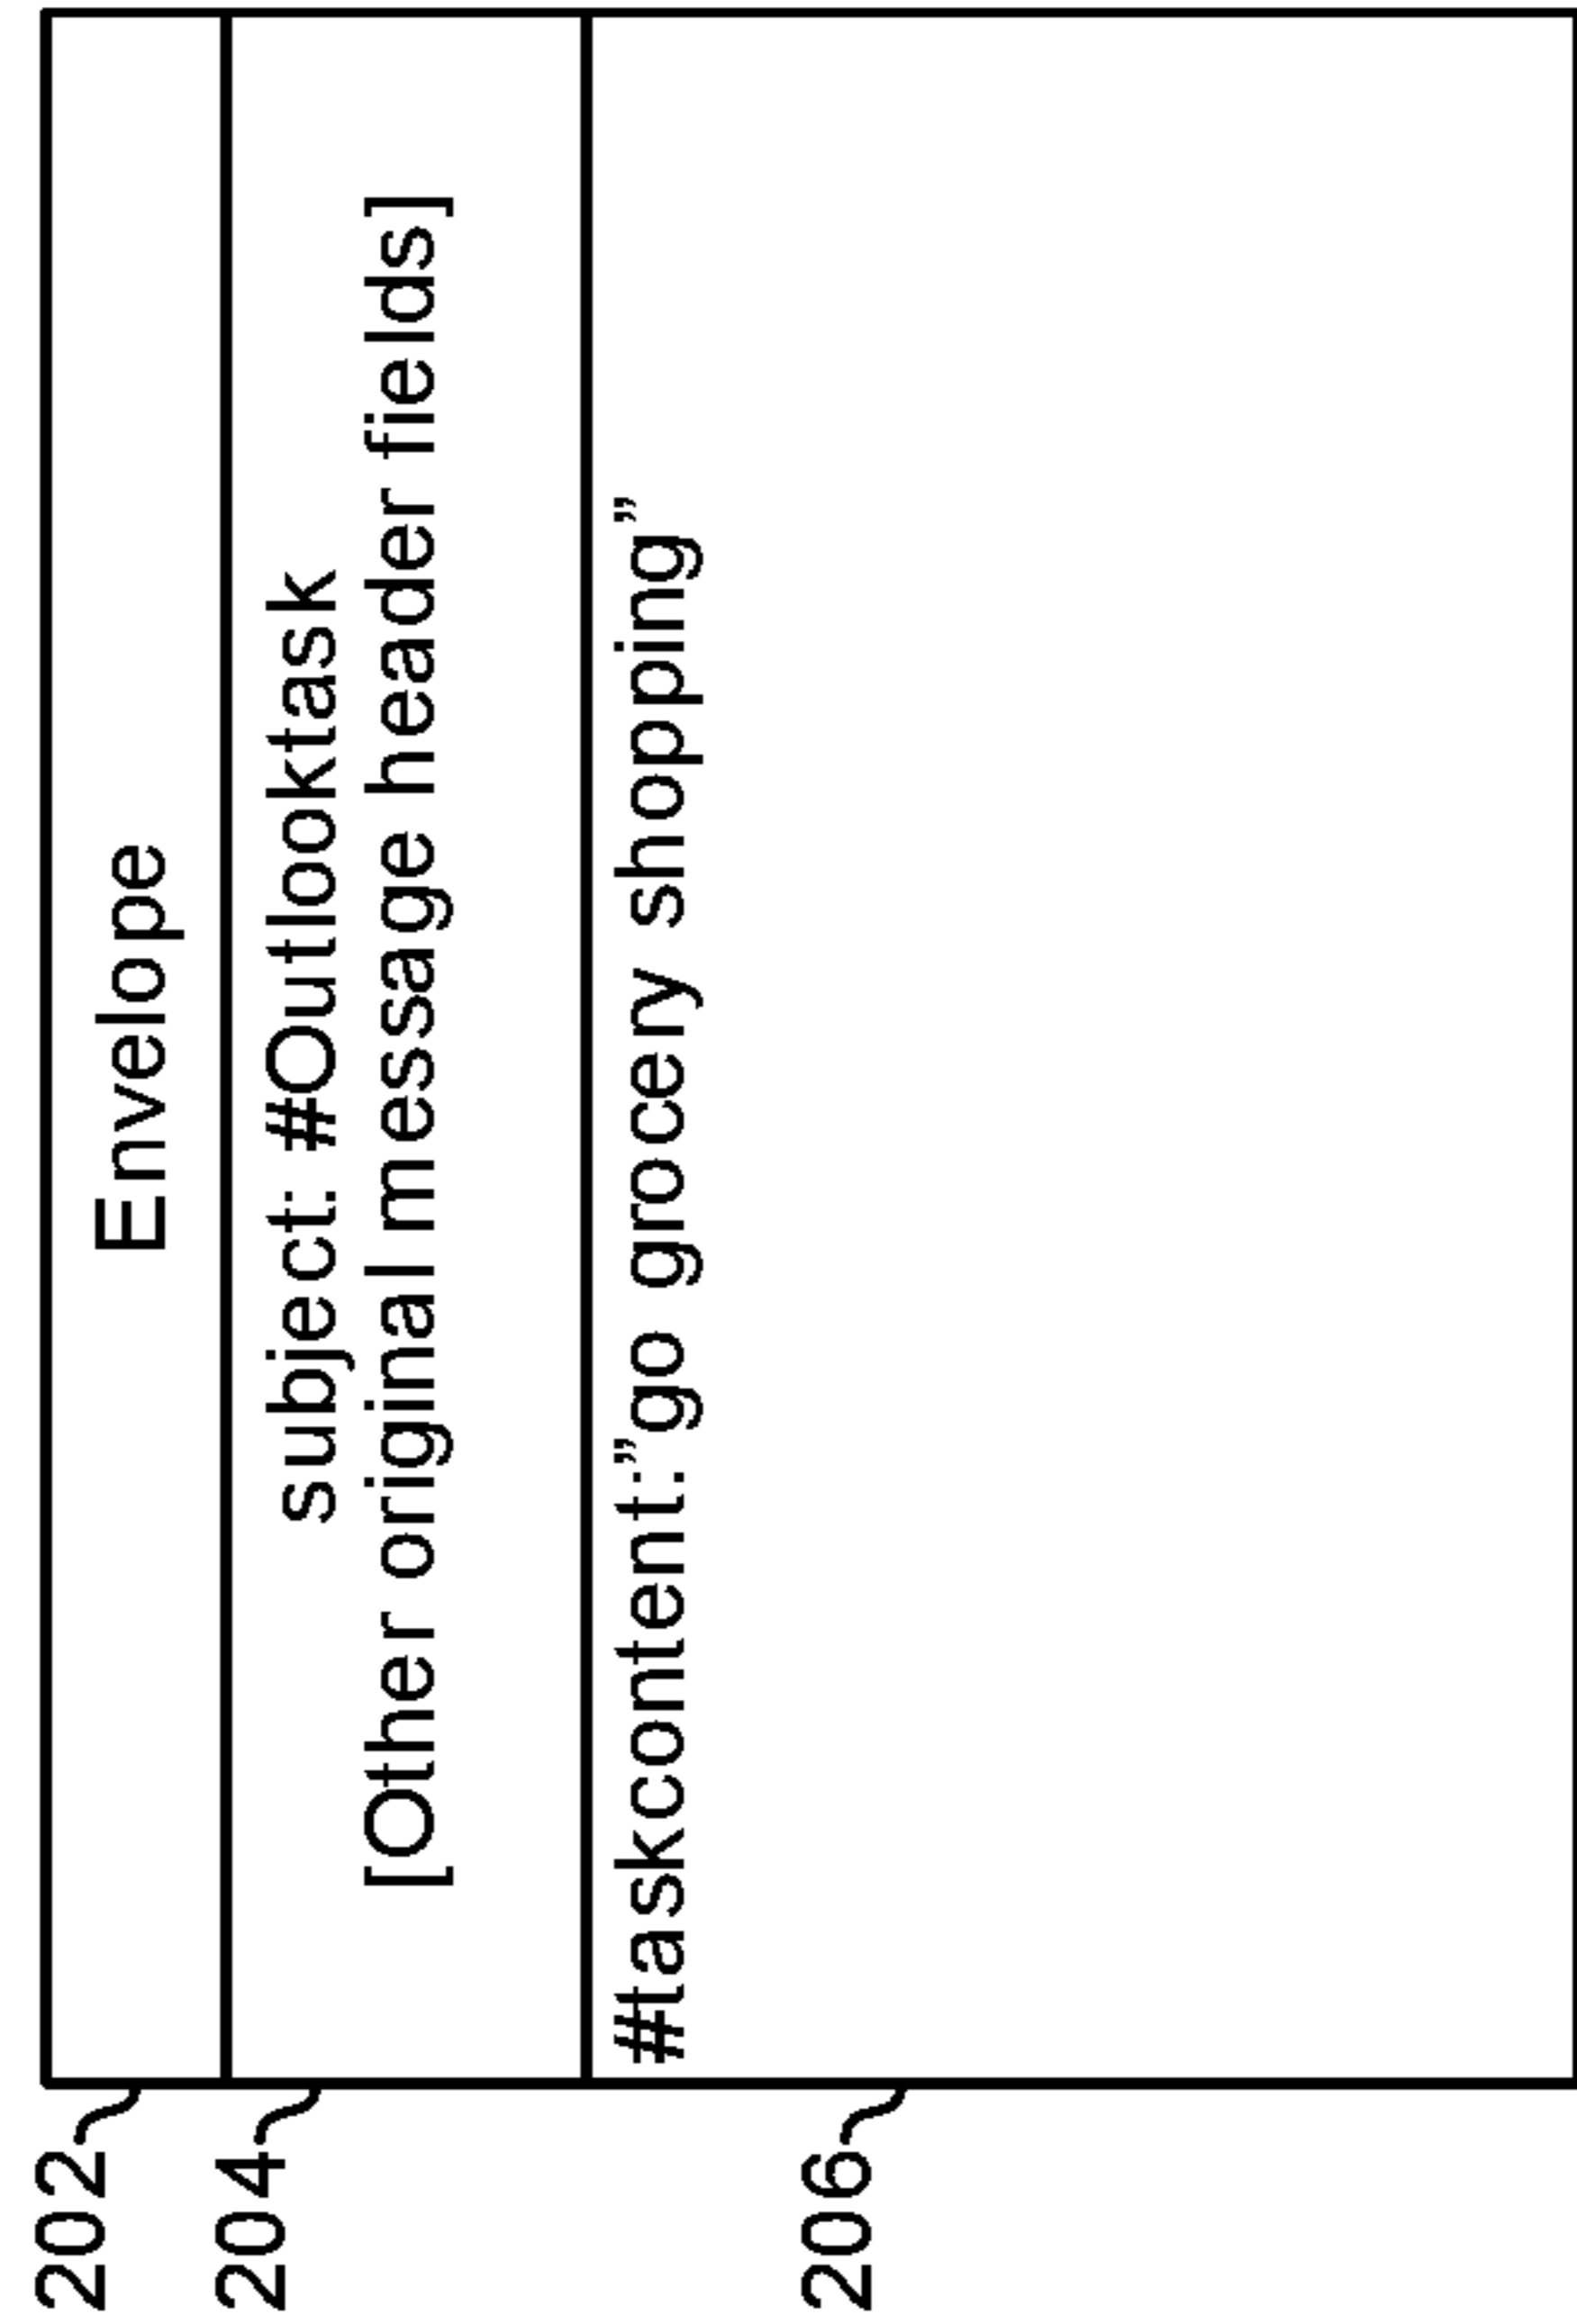 202
Envelope
204
subject: #Outlooktask
[Other original message header fields]
206
#taskcontent:”go grocery shopping”